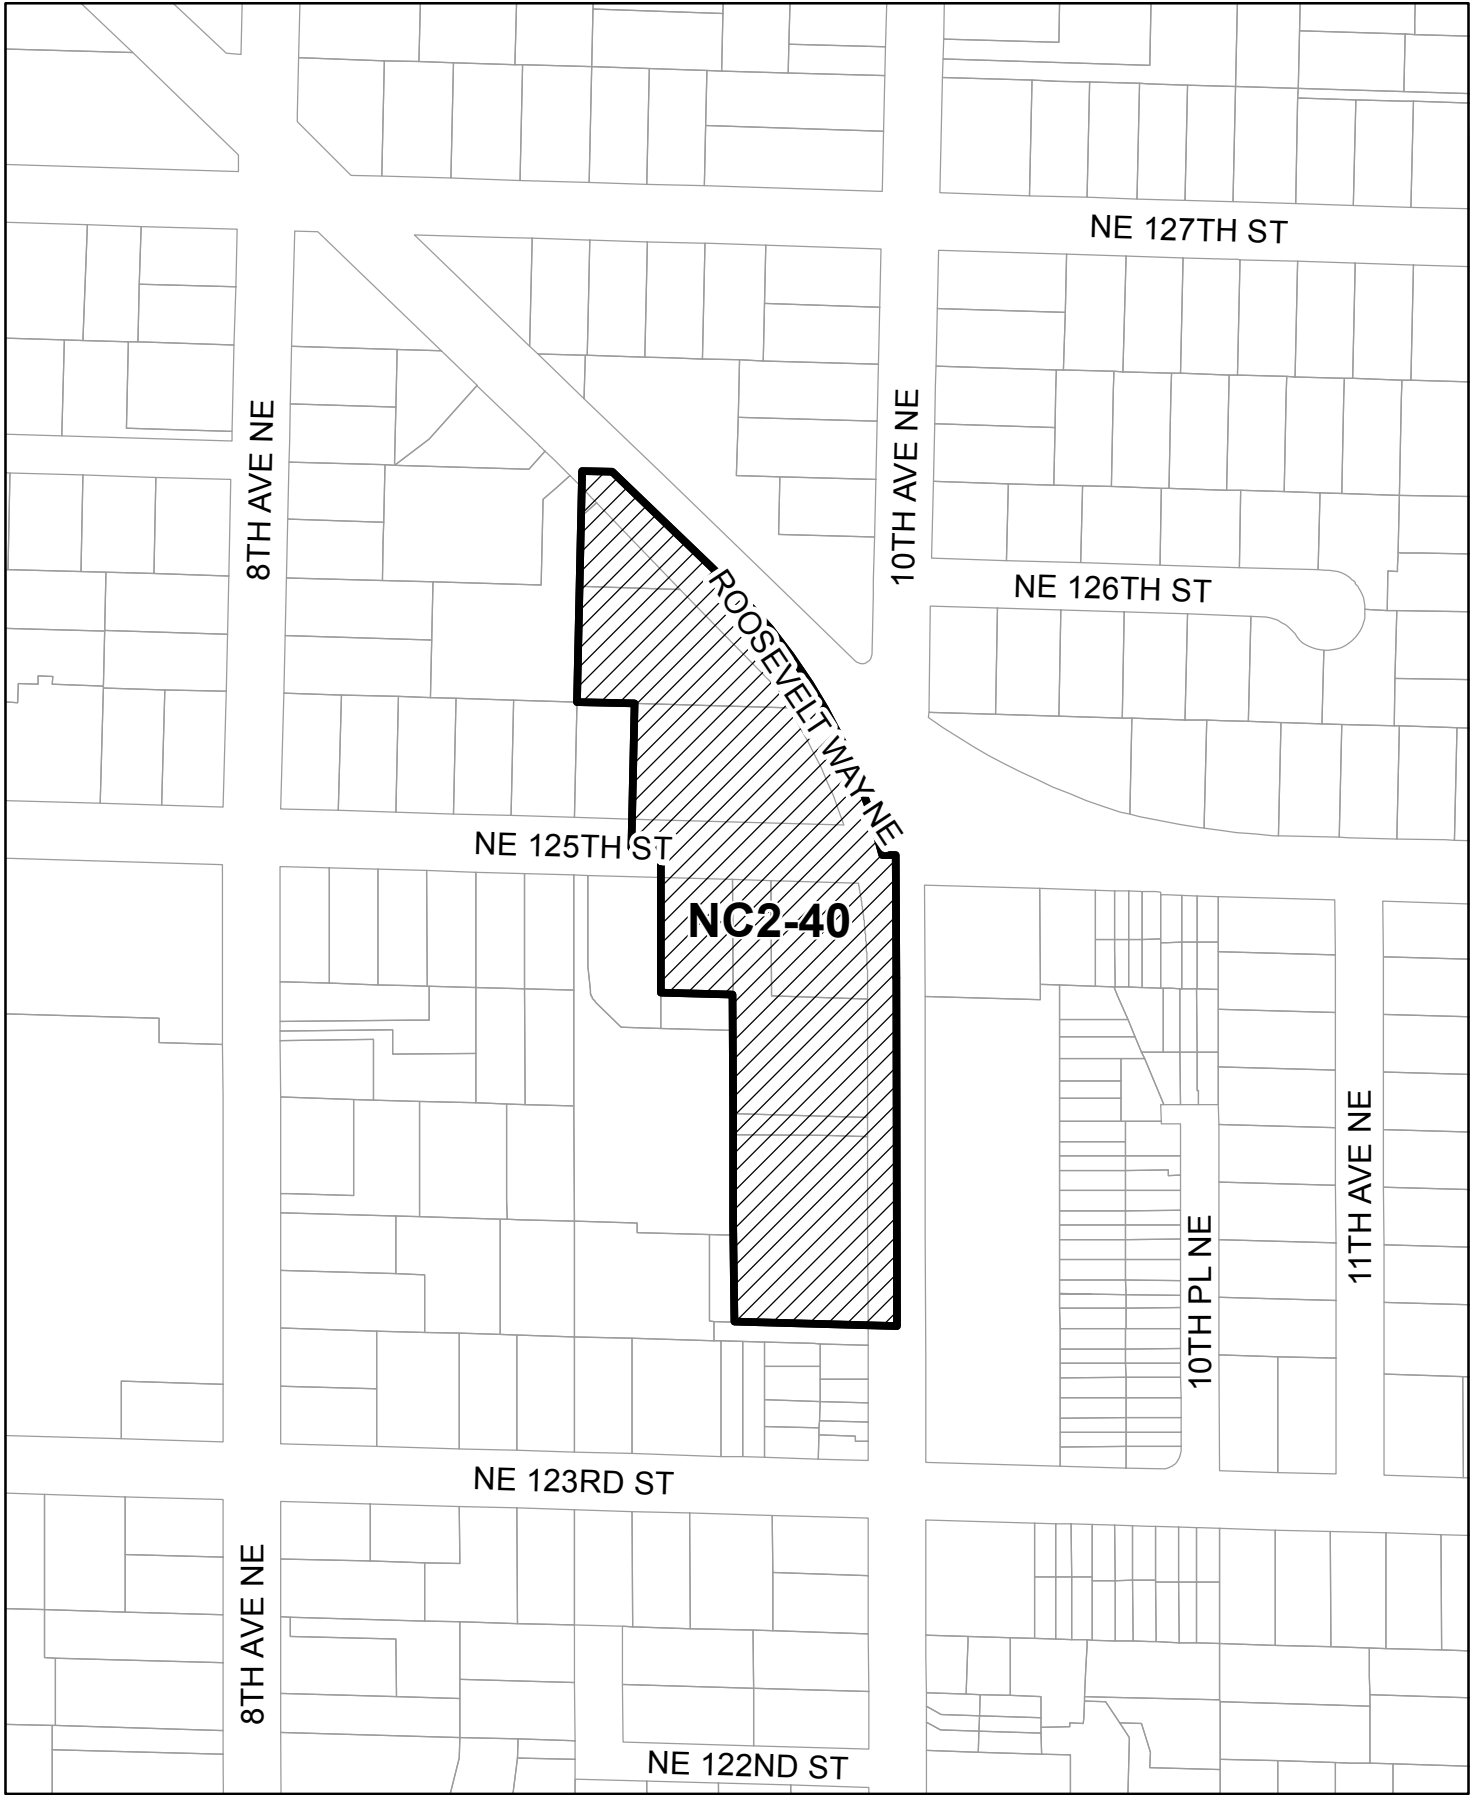 NE 127TH ST
8TH AVE NE
10TH AVE NE
NE 126TH ST
ROOSEVELT WAY NE
NE 125TH ST
NC2-40
11TH AVE NE
10TH PL NE
NE 123RD ST
8TH AVE NE
NE 122ND ST